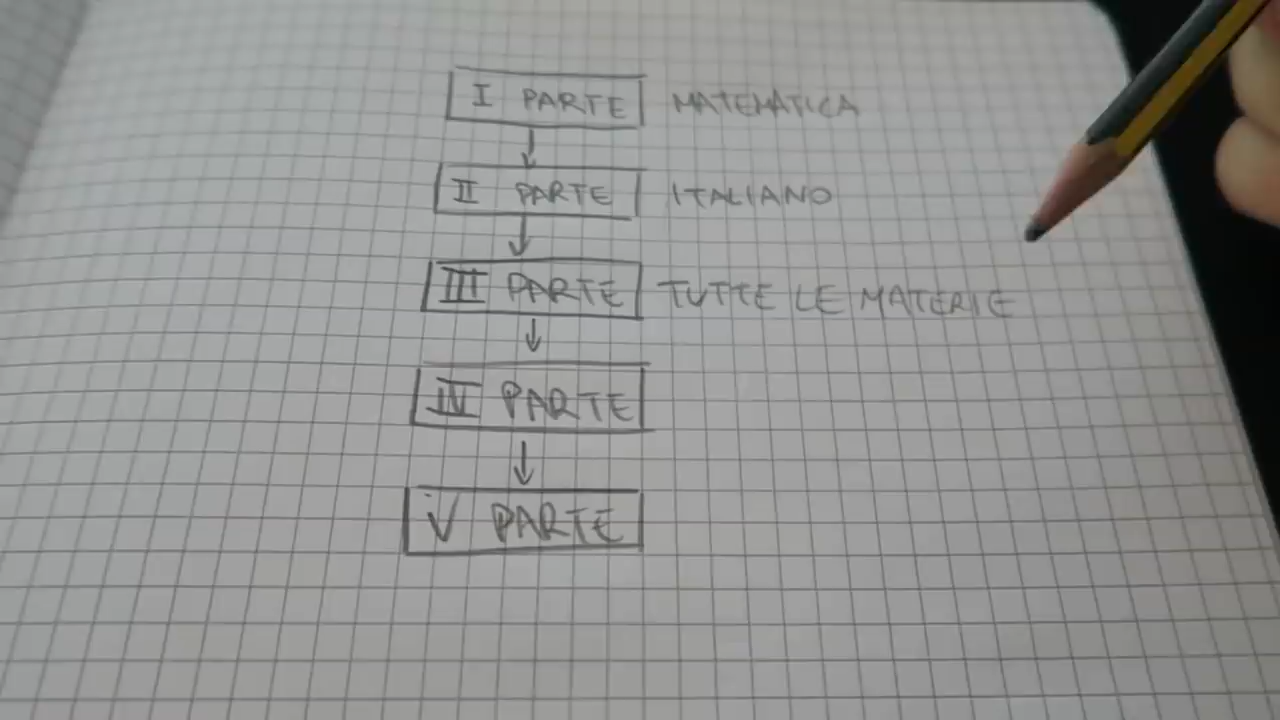 I PARTE MATEMATICA
II PARTE ITALIANO
III PARTE TUTTE LE MATERIE
IV PARTE
V PARTE